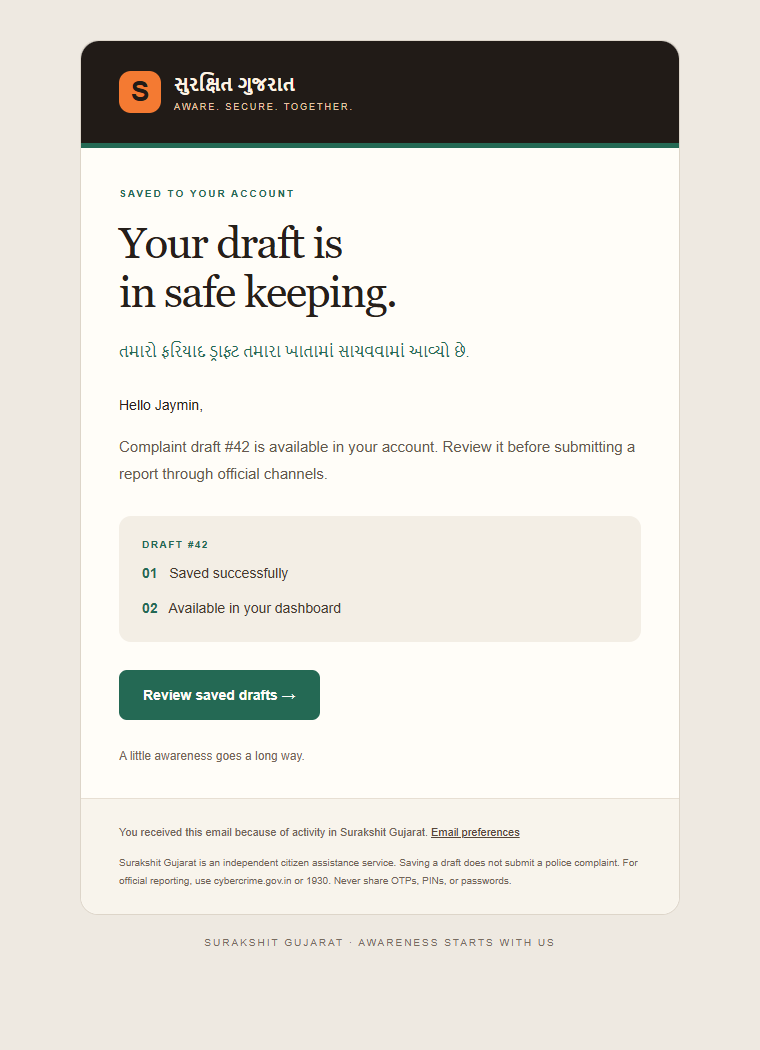 S
સુરક્ષિત ગુજરાત
AWARE. SECURE. TOGETHER.
SAVED TO YOUR ACCOUNT
Your draft is
in safe keeping.
તમારો ફરિયાદ ડ્રાફ્ટ તમારા ખાતામાં સાચવવામાં આવ્યો છે.
Hello Jaymin,
Complaint draft #42 is available in your account. Review it before submitting a
report through official channels.
DRAFT #42
01 Saved successfully
02 Available in your dashboard
Review saved drafts →
A little awareness goes a long way.
You received this email because of activity in Surakshit Gujarat. Email preferences
Surakshit Gujarat is an independent citizen assistance service. Saving a draft does not submit a police complaint. For
official reporting, use cybercrime.gov.in or 1930. Never share OTPs, PINs, or passwords.
SURAKSHIT GUJARAT · AWARENESS STARTS WITH US